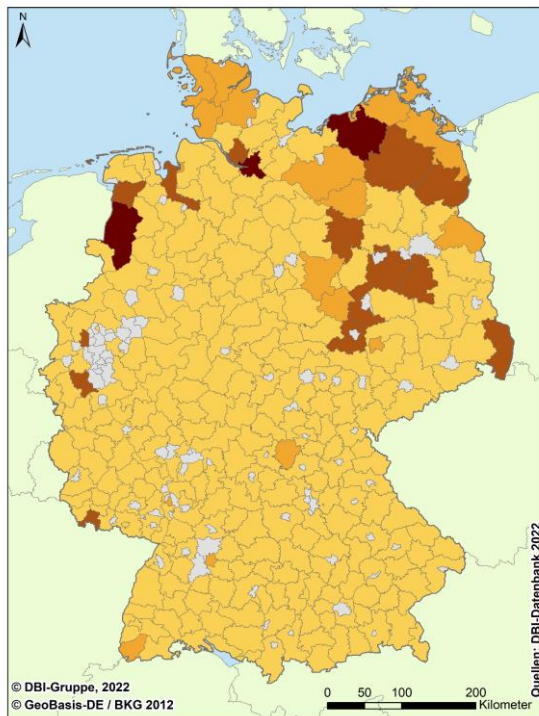 N
Quellen: DBI-Datenbank 2022
© DBI-Gruppe, 2022
© GeoBasis-DE / BKG 2012
0 50 100 200
Kilometer